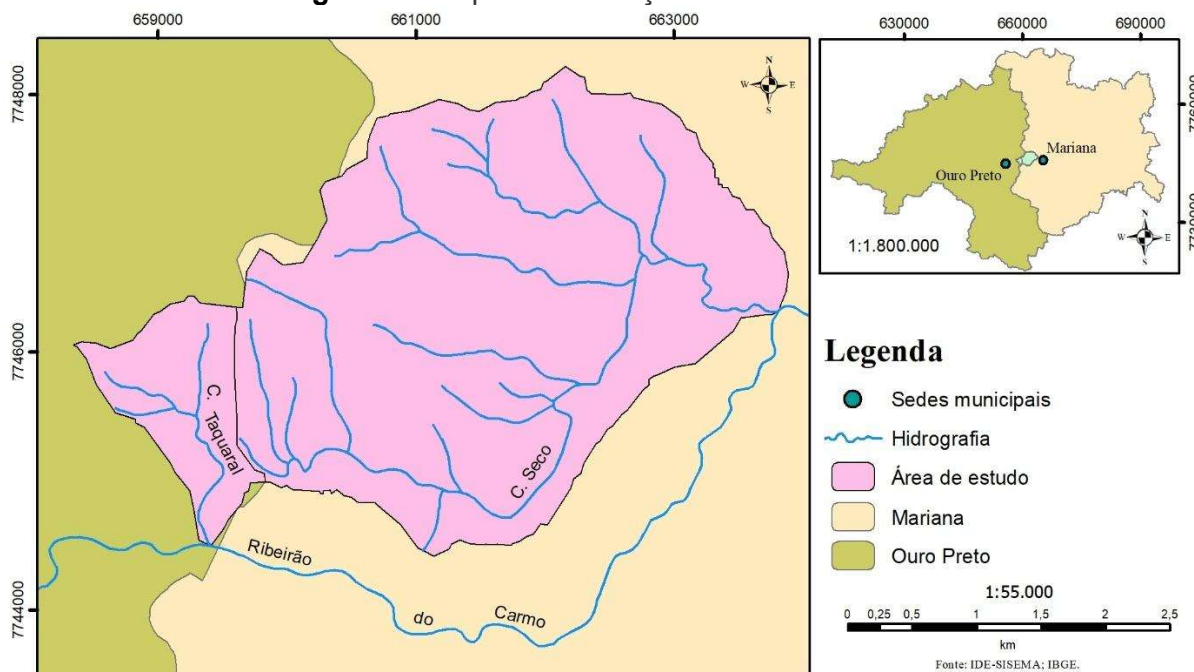 659000 661000 663000
7748000
7746000
7744000
N
W E
S
C. Taquaral
C. Seco
Ribeirão
do
Carmo
630000 660000 690000
7760000
7730000
Mariana
Ouro Preto
1:1.800.000
N
W E
S
Legenda
Sedes municipais
Hidrografia
Área de estudo
Mariana
Ouro Preto
1:55.000
0 0,25 0,5 1 1,5 2 2,5
km
Fonte: IDE-SISEMA; IBGE.